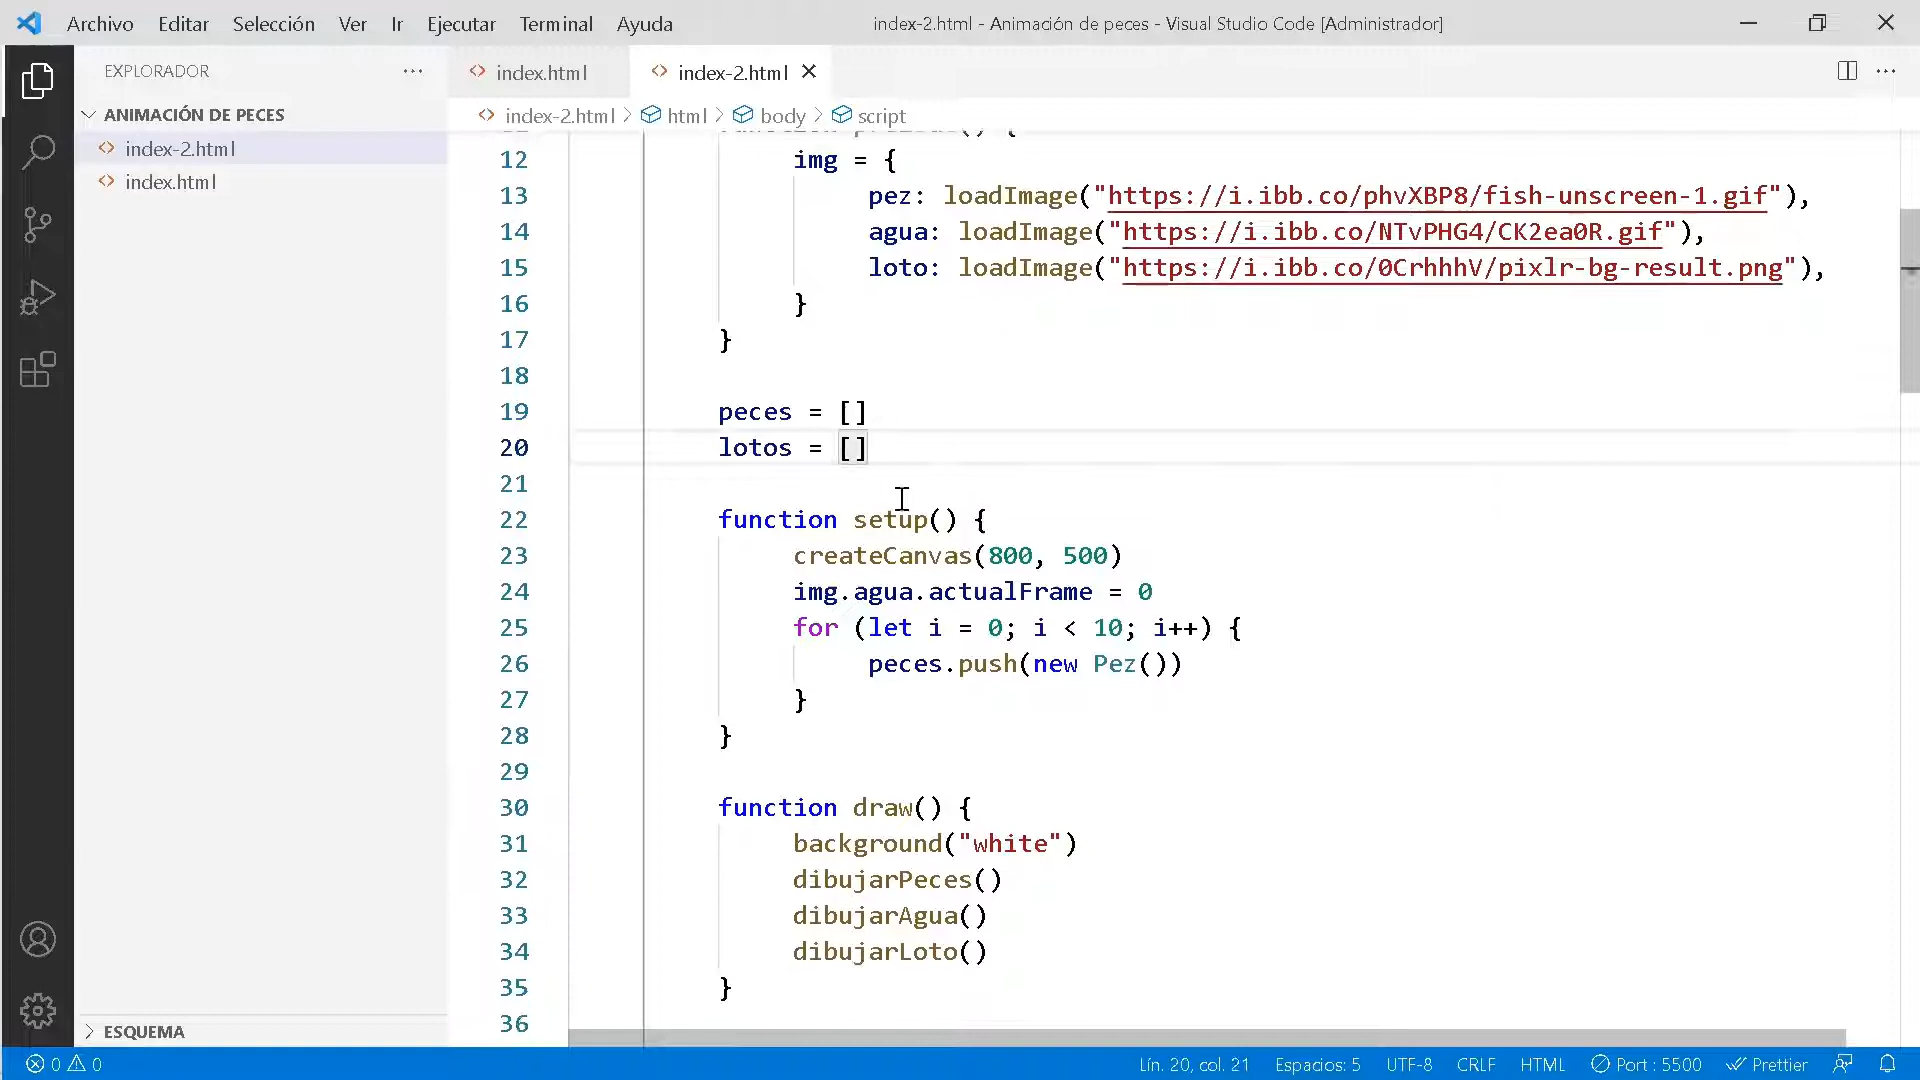 Archivo Editar Selección Ver Ir Ejecutar Terminal Ayuda
index-2.html - Animación de peces - Visual Studio Code [Administrador]
EXPLORADOR
index.html
index-2.html
ANIMACIÓN DE PECES
index-2.html
index.html
index-2.html > html > body > script
12 img = {
13 pez: loadImage("https://i.ibb.co/phvXBP8/fish-unscreen-1.gif"),
14 agua: loadImage("https://i.ibb.co/NTvPHG4/CK2ea0R.gif"),
15 loto: loadImage("https://i.ibb.co/0CrhhhV/pixlr-bg-result.png"),
16 }
17 }
18
19 peces = []
20 lotos = []
21
22 function setup() {
23 createCanvas(800, 500)
24 img.agua.actualFrame = 0
25 for (let i = 0; i < 10; i++) {
26 peces.push(new Pez())
27 }
28 }
29
30 function draw() {
31 background("white")
32 dibujarPeces()
33 dibujarAgua()
34 dibujarLoto()
35 }
36
ESQUEMA
0 0
Lín. 20, col. 21
Espacios: 5
UTF-8
CRLF
HTML
Port : 5500
Prettier